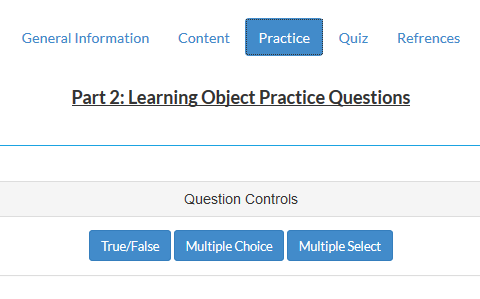 General Information Content Practice Quiz Refrences
Part 2: Learning Object Practice Questions
Question Controls
True/False Multiple Choice Multiple Select